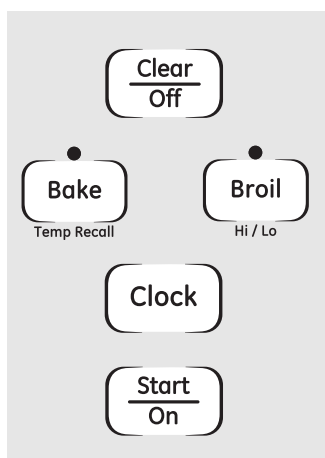 Clear
Off
Bake
Broil
Temp Recall
Hi / Lo
Clock
Start
On